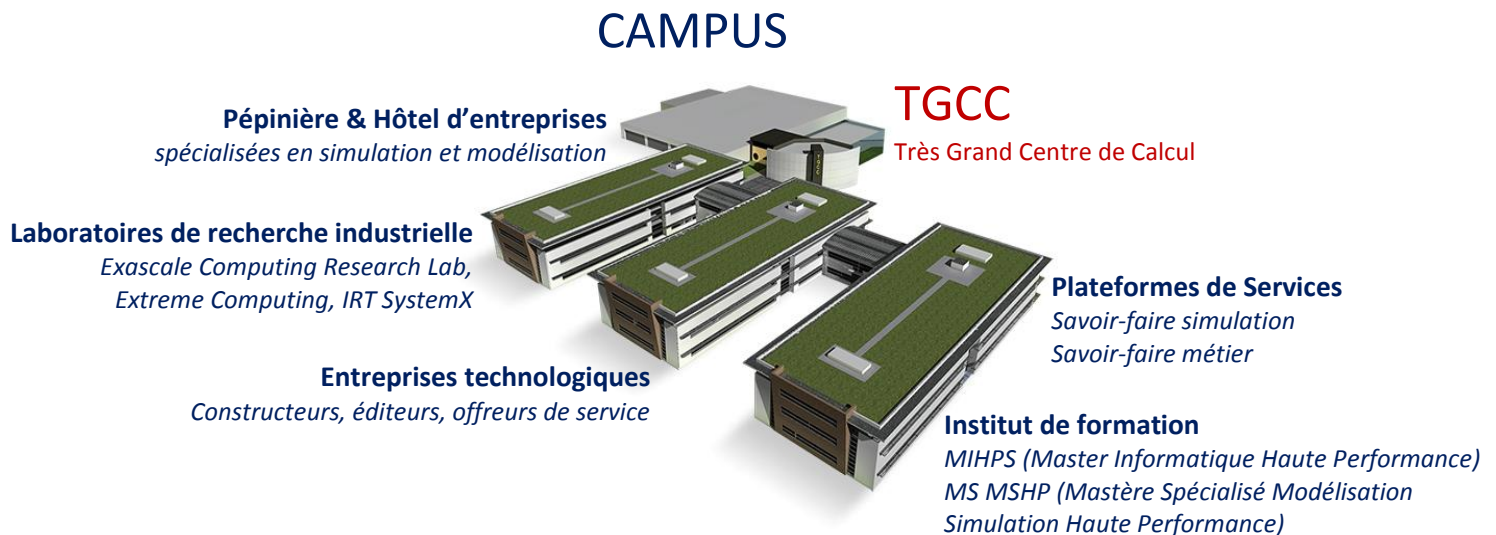 CAMPUS
Pépinière & Hôtel d’entreprises
spécialisées en simulation et modélisation
TGCC
Très Grand Centre de Calcul
TGCC
Laboratoires de recherche industrielle
Exascale Computing Research Lab,
Extreme Computing, IRT SystemX
Plateformes de Services
Savoir-faire simulation
Savoir-faire métier
Entreprises technologiques
Constructeurs, éditeurs, offreurs de service
Institut de formation
MIHPS (Master Informatique Haute Performance)
MS MSHP (Mastère Spécialisé Modélisation
Simulation Haute Performance)